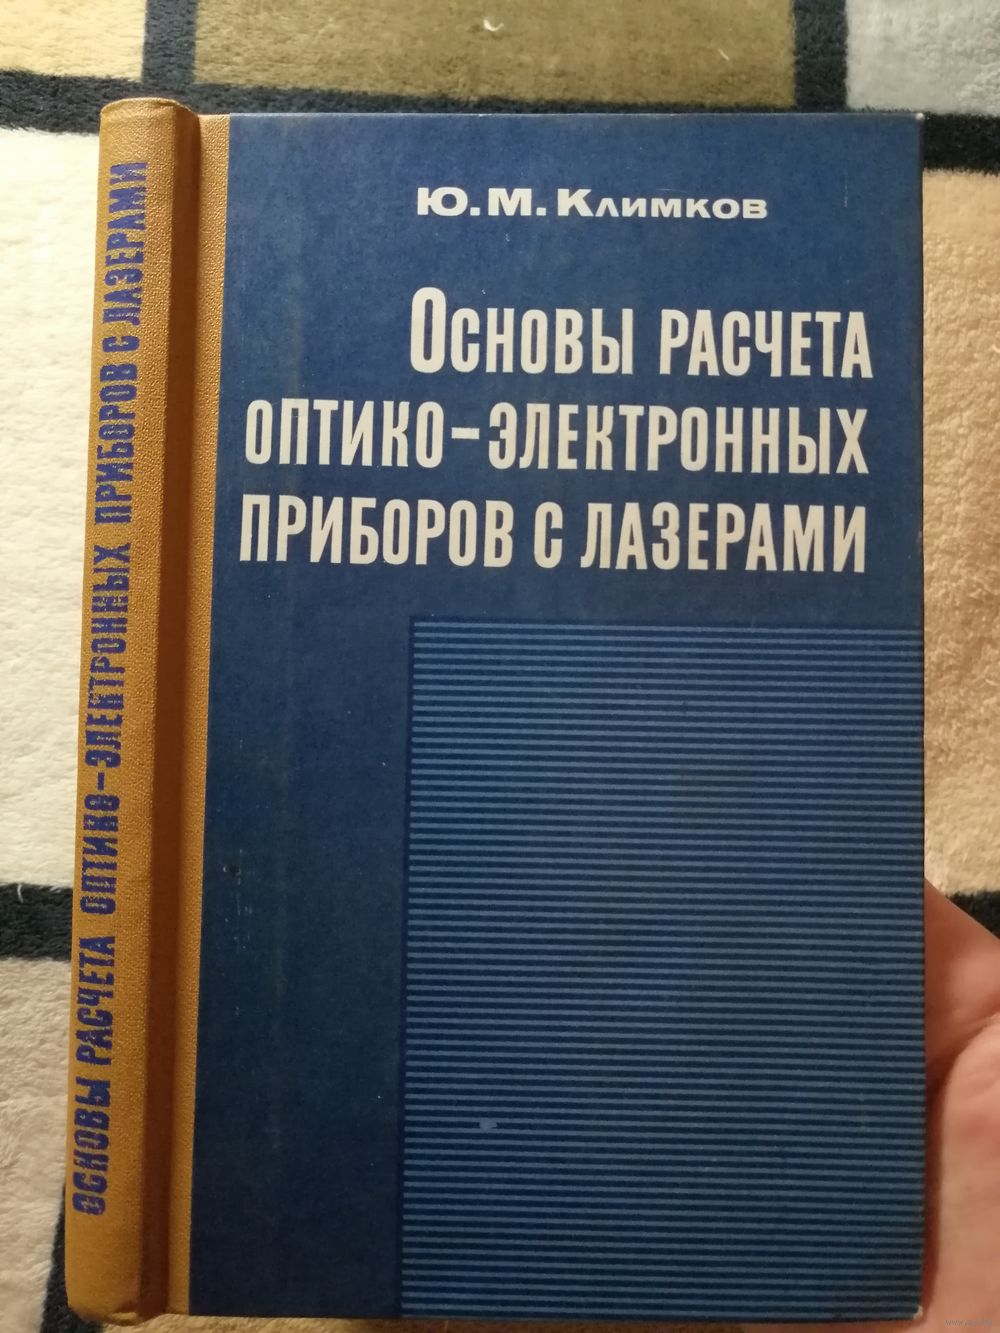 Ю.М.Климков
Основы расчета
оптико-электронных
приборов с лазерами
ОСНОВЫ РАСЧЕТА ОПТИКО-ЭЛЕКТРОННЫХ ПРИБОРОВ С ЛАЗЕРАМИ